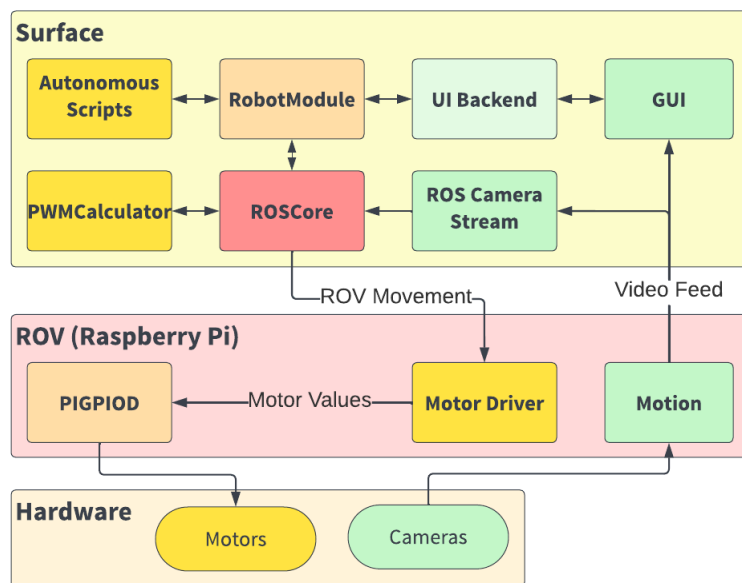 Surface
Autonomous
Scripts
RobotModule
UI Backend
GUI
PWMCalculator
ROSCore
ROS Camera
Stream
ROV Movement
Video Feed
ROV (Raspberry Pi)
PIGPIOD
Motor Values
Motor Driver
Motion
Hardware
Motors
Cameras